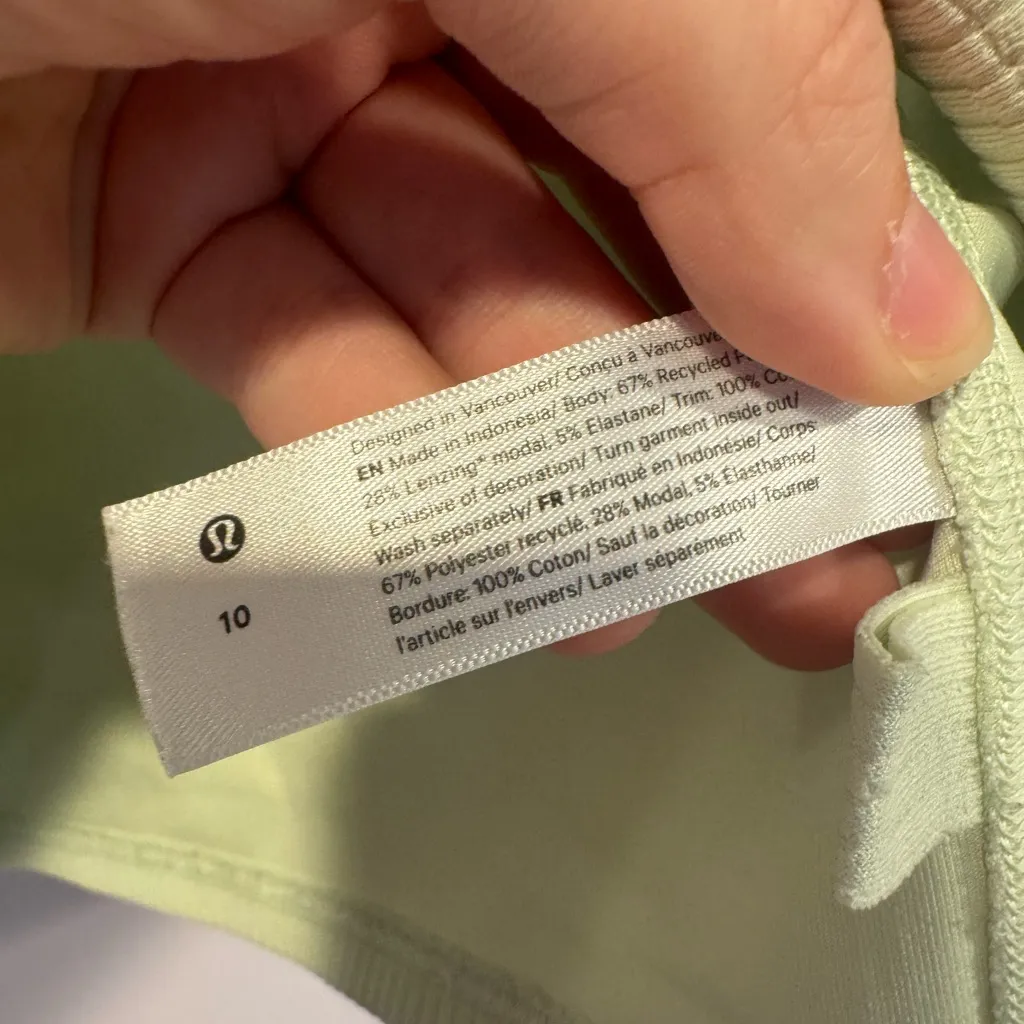 Designed in Vancouver/ Conçu à
EN Made in Indonesia/ Body: 67% Recycled
28% Lenzing* modal, 5% Elastane/ Trim: 100%
Exclusive of decoration/ Turn garment inside out/
Wash separately/ FR Fabriqué en Indonésie/ Corps:
67% Polyester recyclé, 28% Modal, 5% Élasthanne/
Bordure: 100% Coton/ Sauf la décoration/ Tourner
l'article sur l'envers/ Laver séparément
10